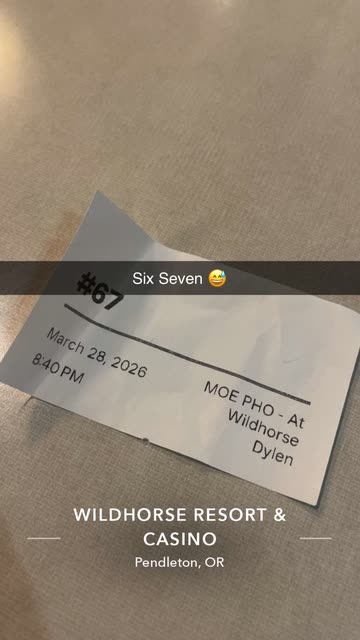 Six Seven 😅
#67
March 28, 2026
8:40 PM
MOE PHO - At
Wildhorse
Dylen
WILDHORSE RESORT &
CASINO
Pendleton, OR